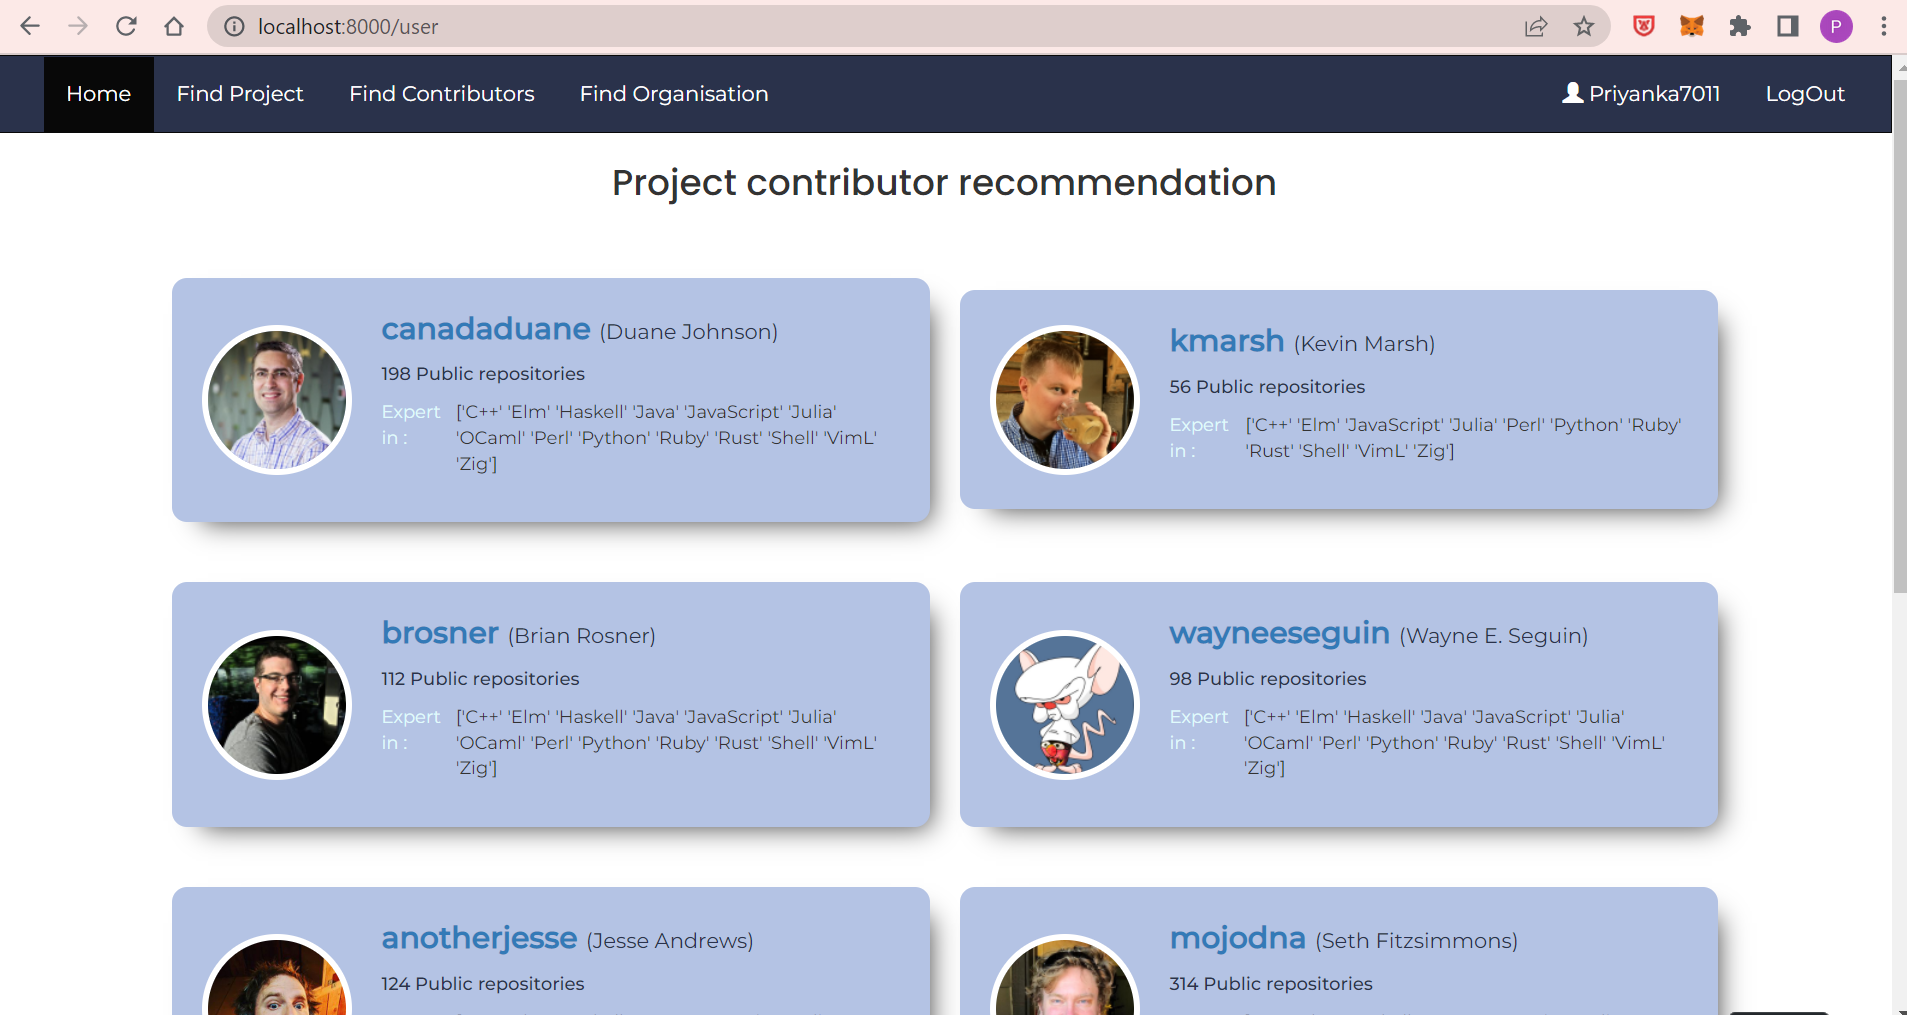 localhost:8000/user
P
Home Find Project Find Contributors Find Organisation Priyanka7011 LogOut
Project contributor recommendation
canadaduane (Duane Johnson)
198 Public repositories
Expert in : ['C++' 'Elm' 'Haskell' 'Java' 'JavaScript' 'Julia'
'OCaml' 'Perl' 'Python' 'Ruby' 'Rust' 'Shell' 'VimL'
'Zig']
kmarsh (Kevin Marsh)
56 Public repositories
Expert in : ['C++' 'Elm' 'JavaScript' 'Julia' 'Perl' 'Python' 'Ruby'
'Rust' 'Shell' 'VimL' 'Zig']
brosner (Brian Rosner)
112 Public repositories
Expert in : ['C++' 'Elm' 'Haskell' 'Java' 'JavaScript' 'Julia'
'OCaml' 'Perl' 'Python' 'Ruby' 'Rust' 'Shell' 'VimL'
'Zig']
wayneeseguin (Wayne E. Seguin)
98 Public repositories
Expert in : ['C++' 'Elm' 'Haskell' 'Java' 'JavaScript' 'Julia'
'OCaml' 'Perl' 'Python' 'Ruby' 'Rust' 'Shell' 'VimL'
'Zig']
anotherjesse (Jesse Andrews)
124 Public repositories
mojodna (Seth Fitzsimmons)
314 Public repositories